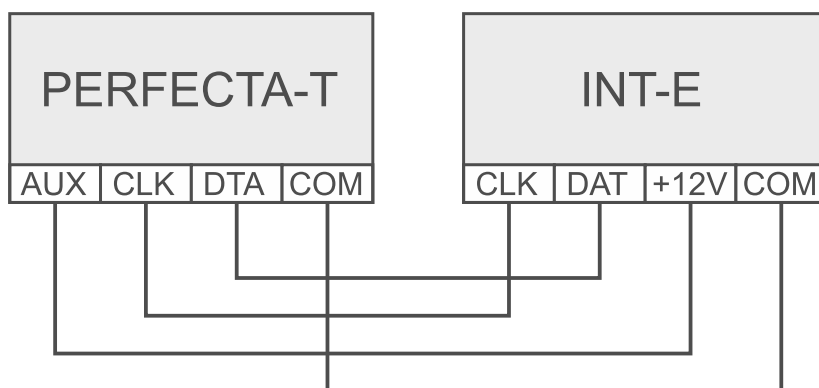 PERFECTA-T
INT-E
AUX CLK DTA COM
CLK DAT +12V COM